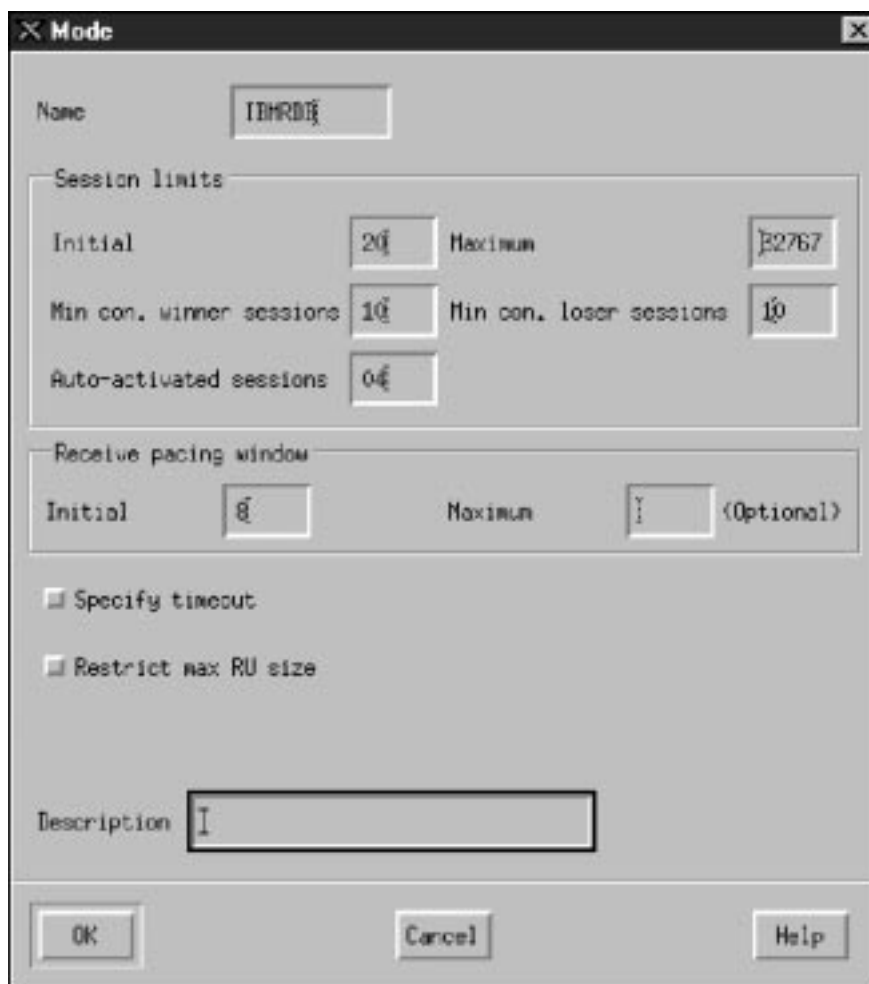 Mode
Name IBMRDB
Session limits
Initial 20 Maximum 32767
Min con. winner sessions 10 Min con. loser sessions 10
Auto-activated sessions 04
Receive pacing window
Initial 8 Maximum (Optional)
Specify timeout
Restrict max RU size
Description
OK Cancel Help